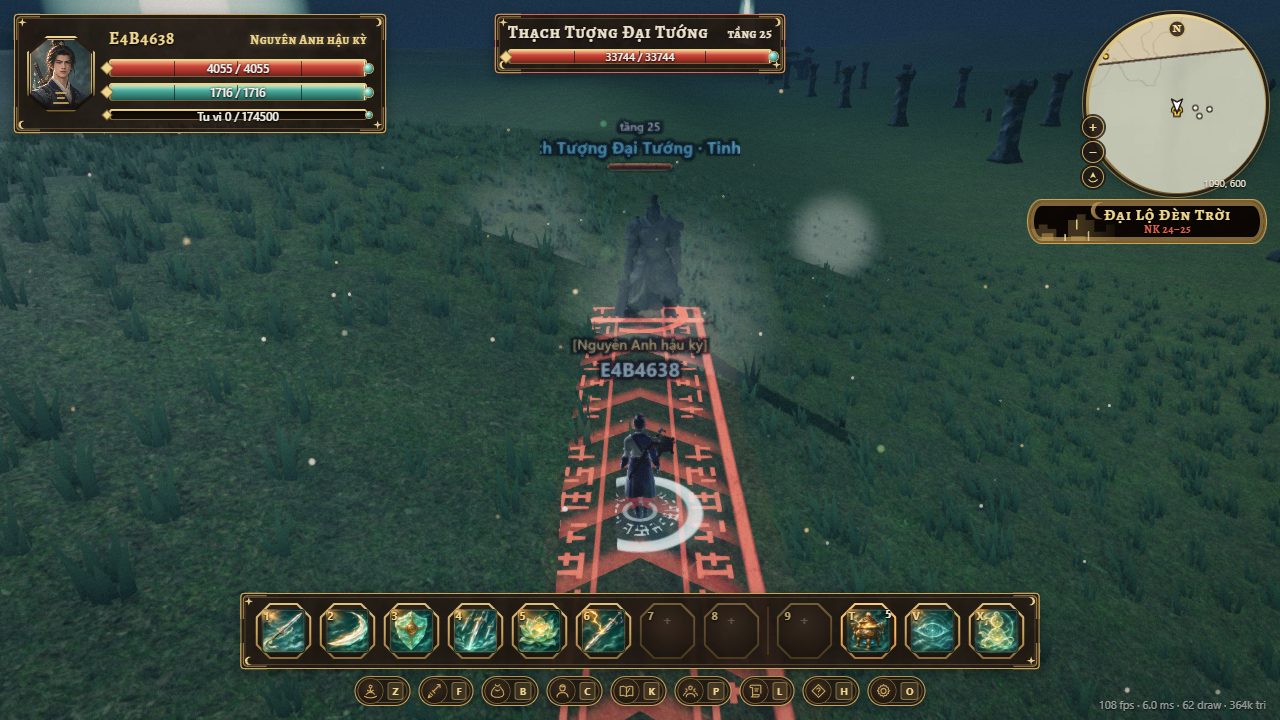 E4B4638
Nguyên Anh hậu kỳ
4055 / 4055
1716 / 1716
Tu vi 0 / 174500
Thạch Tượng Đại Tướng
Tầng 25
33744 / 33744
N
+
−
1090, 600
Đại Lộ Đèn Trời
NK 24–25
tầng 25
Tượng Đại Tướng · Tinh
[Nguyên Anh hậu kỳ]
E4B4638
1 2 3 4 5 6 7 8 9 T 5 V X
Z F B C K P L H O
108 fps · 6.0 ms · 62 draw · 364k tri